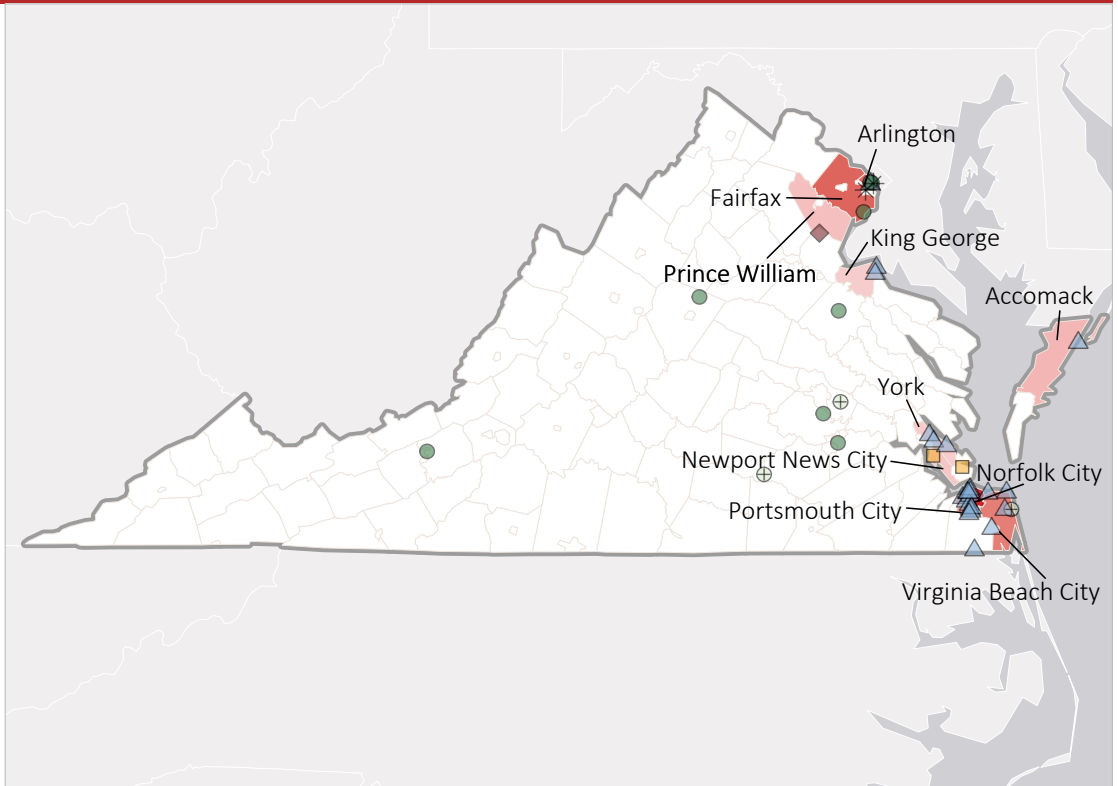 Arlington
Fairfax
King George
Prince William
Accomack
York
Newport News City
Norfolk City
Portsmouth City
Virginia Beach City